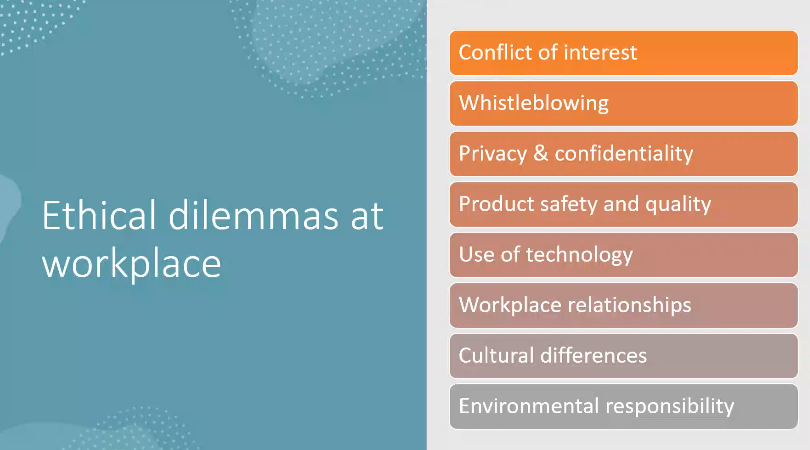 Ethical dilemmas at
workplace
Conflict of interest
Whistleblowing
Privacy & confidentiality
Product safety and quality
Use of technology
Workplace relationships
Cultural differences
Environmental responsibility